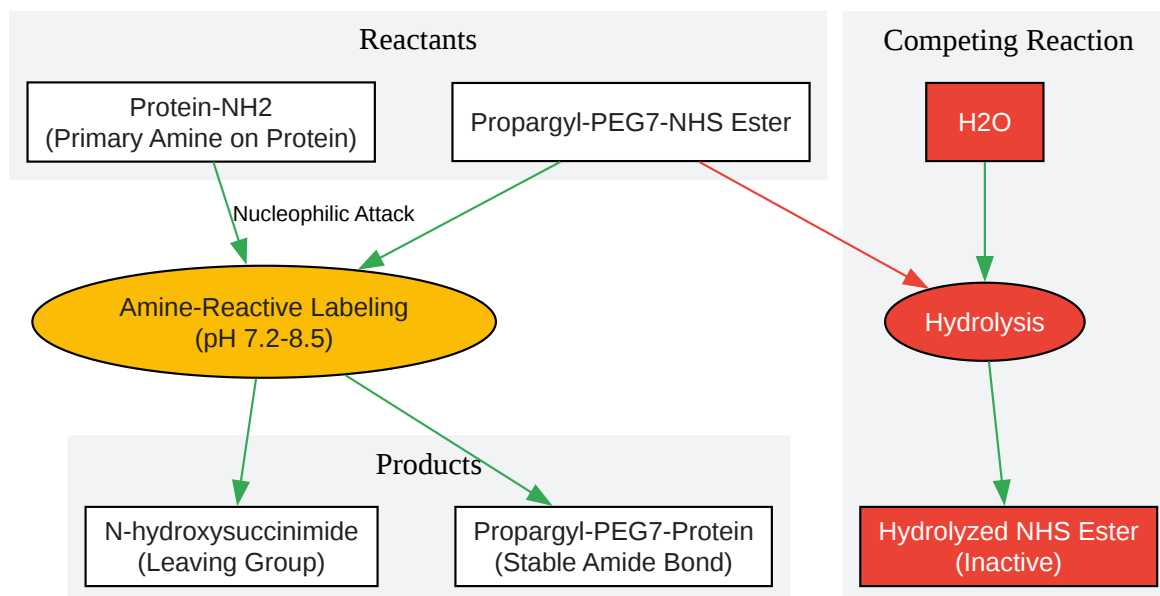 Reactants
Competing Reaction
Protein-NH2
(Primary Amine on Protein)
Propargyl-PEG7-NHS Ester
H2O
Nucleophilic Attack
Amine-Reactive Labeling
(pH 7.2-8.5)
Hydrolysis
Products
N-hydroxysuccinimide
(Leaving Group)
Propargyl-PEG7-Protein
(Stable Amide Bond)
Hydrolyzed NHS Ester
(Inactive)